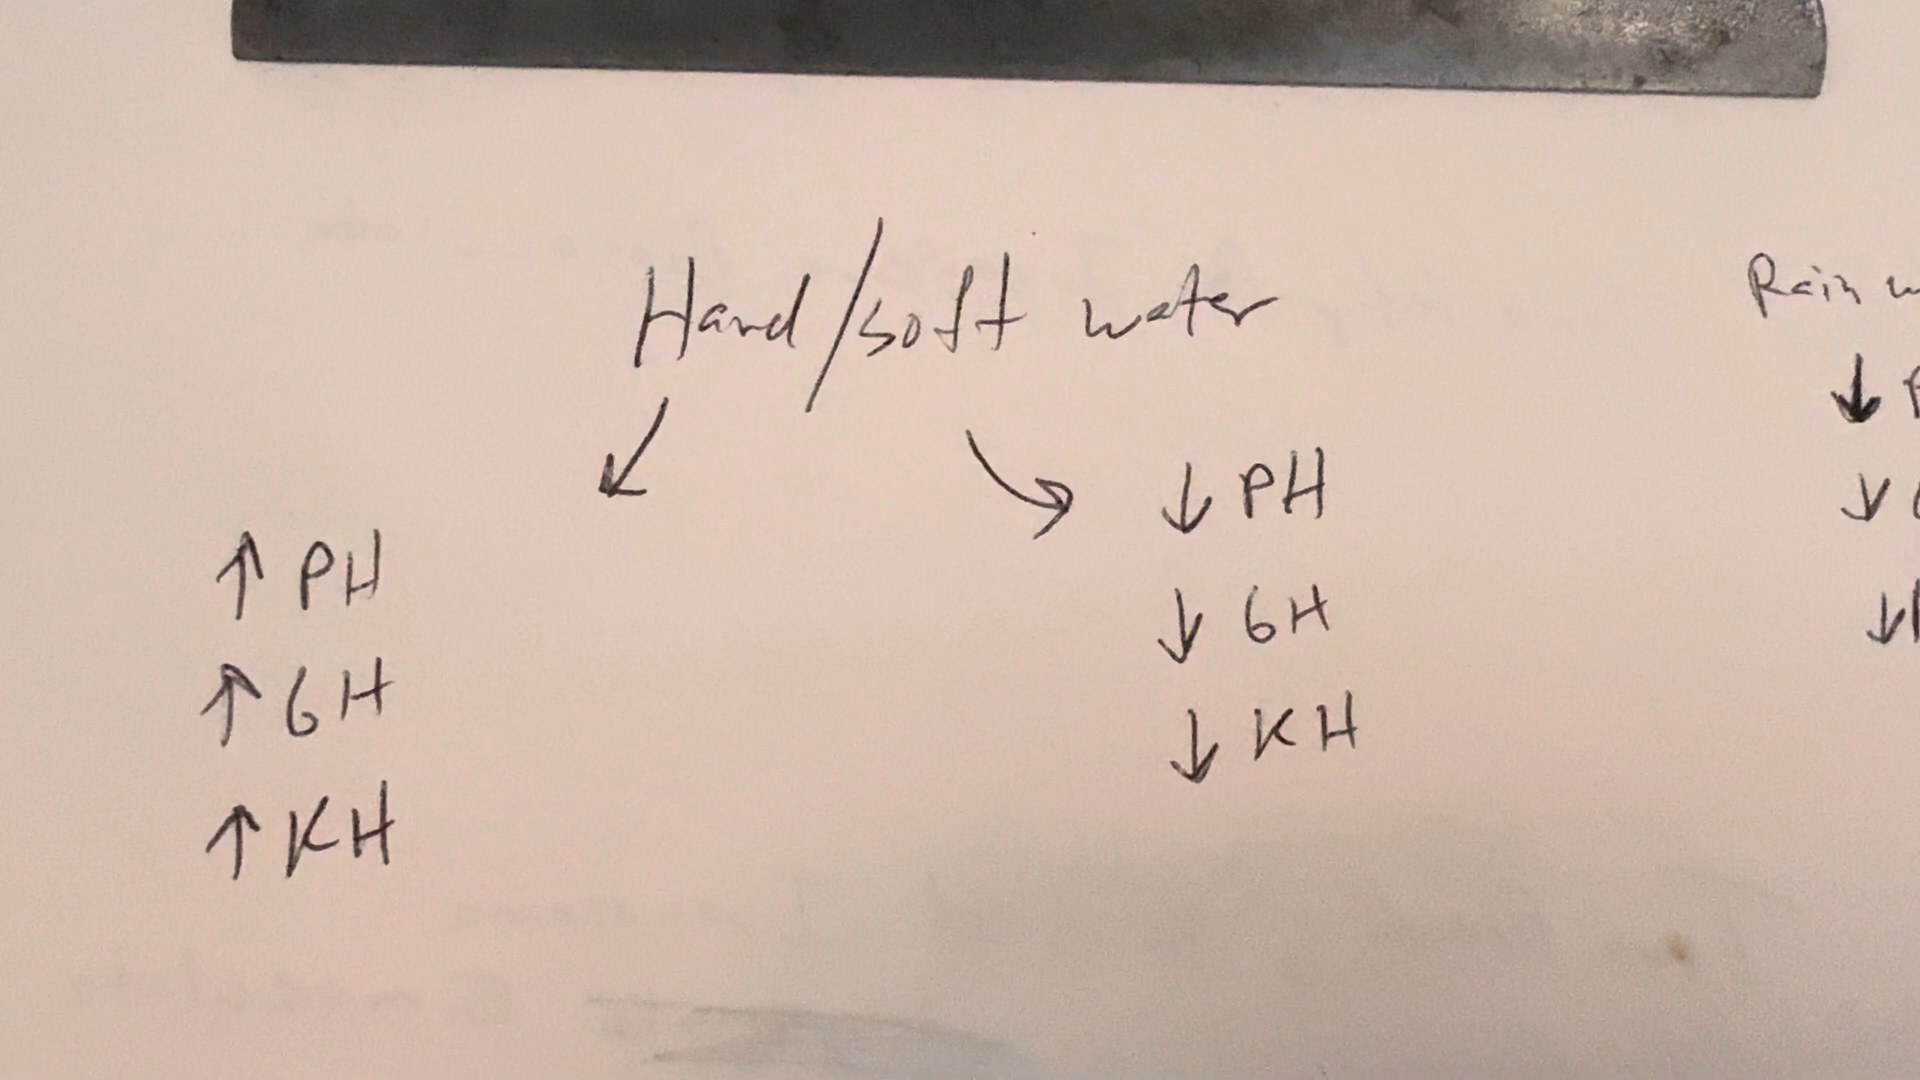 Hard/soft water
↑ PH
↑ GH
↑ KH
↓ PH
↓ GH
↓ KH
Rain
↓
↓
↓